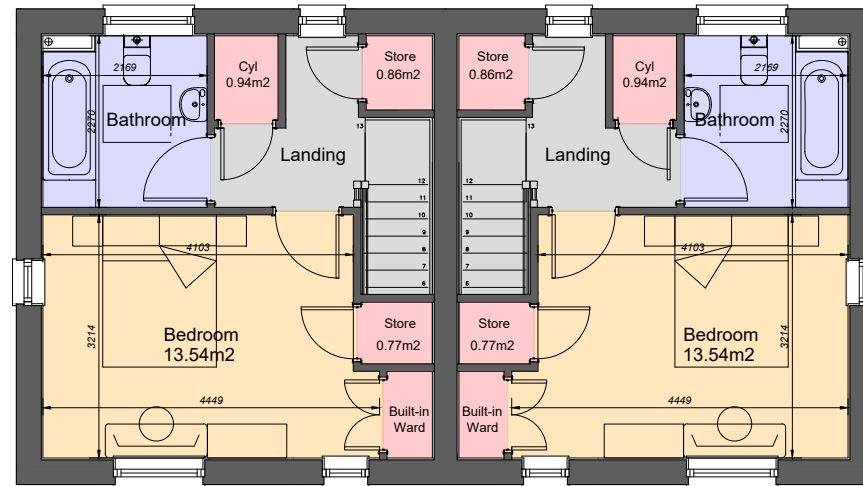 2169
2270
Bathroom
Cyl
0.94m2
Store
0.86m2
Landing
13
12
11
10
9
8
7
6
Store
0.86m2
Cyl
0.94m2
2169
2270
Bathroom
Landing
13
12
11
10
9
8
7
6
4103
3214
Bedroom
13.54m2
Store
0.77m2
4449
Built-in
Ward
4103
3214
Bedroom
13.54m2
Store
0.77m2
4449
Built-in
Ward